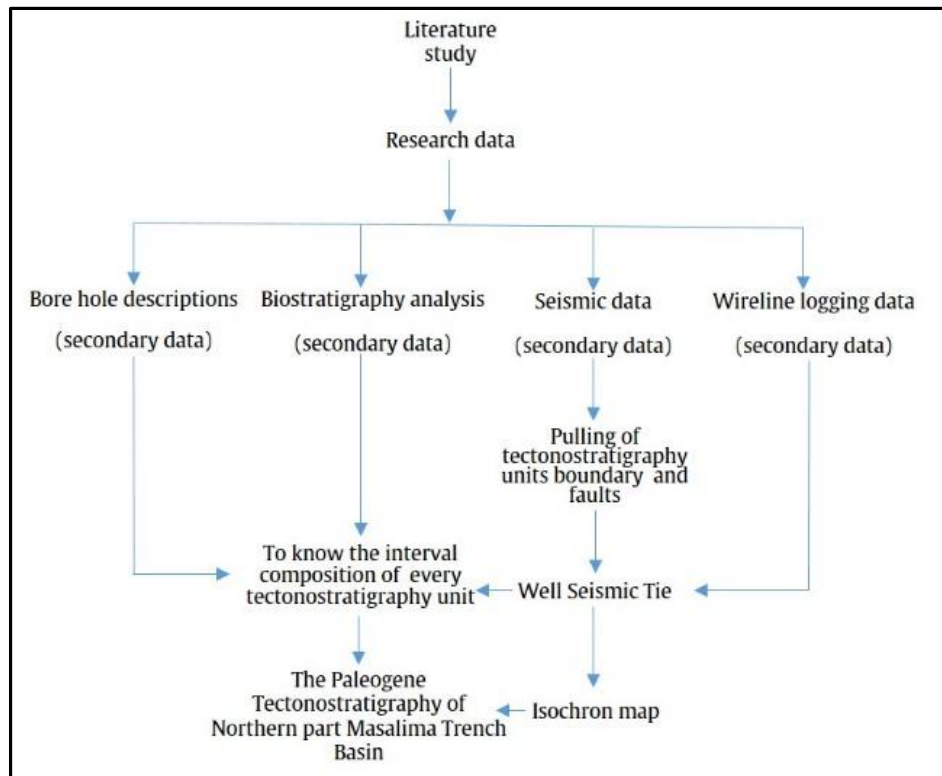 Literature
study
Research data
Bore hole descriptions
(secondary data)
Biostratigraphy analysis
(secondary data)
Seismic data
(secondary data)
Wireline logging data
(secondary data)
Pulling of
tectonostratigraphy
units boundary and
faults
To know the interval
composition of every
tectonostratigraphy unit
Well Seismic Tie
The Paleogene
Tectonostratigraphy of
Northern part Masalima Trench
Basin
Isochron map